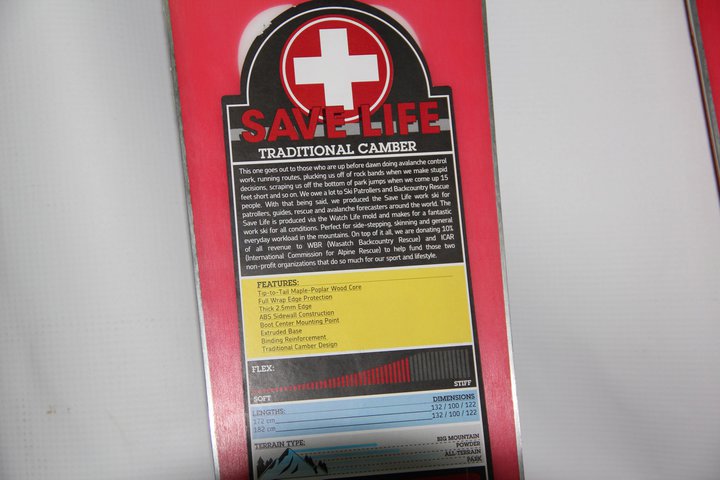 SAVE LIFE
TRADITIONAL CAMBER
This one goes out to those who are up before dawn doing avalanche control
work, running routes, plucking us off of rock bands when we make stupid
decisions, scraping us off the bottom of park jumps when we come up 15
feet short and so on. We owe a lot to Ski Patrollers and Backcountry Rescue
people. With that being said, we produced the Save Life work ski for
patrollers, guides, rescue and avalanche forecasters around the world. The
Save Life is produced via the Watch Life mold and makes for a fantastic
work ski for all conditions. Perfect for side-stepping, skinning and general
everyday workload in the mountains. On top of it all, we are donating 10%
of all revenue to WBR (Wasatch Backcountry Rescue) and ICAR
(International Commission for Alpine Rescue) to help fund those two
non-profit organizations that do so much for our sport and lifestyle.
FEATURES:
Tip-to-Tail Maple-Poplar Wood Core
Full Wrap Edge Protection
Thick 2.5mm Edge
ABS Sidewall Construction
Boot Center Mounting Point
Extruded Base
Binding Reinforcement
Traditional Camber Design
FLEX:
SOFT STIFF
LENGTHS: DIMENSIONS
172 cm 132 / 100 / 122
182 cm 132 / 100 / 122
TERRAIN TYPE: BIG MOUNTAIN
POWDER
ALL TERRAIN
PARK